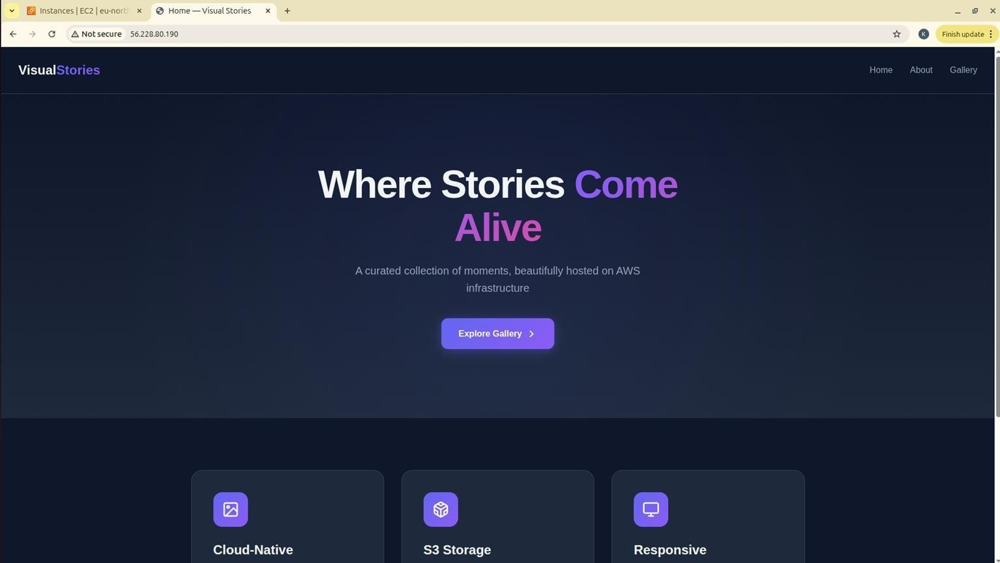 Instances | EC2 | eu-nort
Home — Visual Stories
Not secure
56.228.80.190
K
Finish update
VisualStories
Home
About
Gallery
Where Stories Come
Alive
A curated collection of moments, beautifully hosted on AWS
infrastructure
Explore Gallery
Cloud-Native
S3 Storage
Responsive